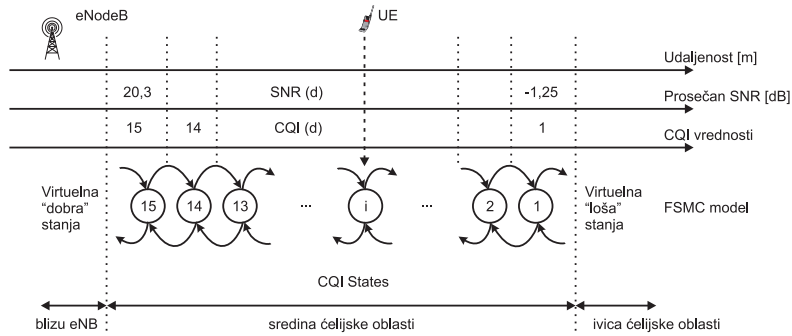 eNodeB
UE
Udaljenost [m]
20,3 SNR (d) -1,25
Prosečan SNR [dB]
15 14 CQI (d) 1
CQI vrednosti
Virtuelna
"dobra"
stanja
15 14 13 ... i ... 2 1
Virtuelna
"loša"
stanja
FSMC model
CQI States
blizu eNB
sredina ćelijske oblasti
ivica ćelijske oblasti